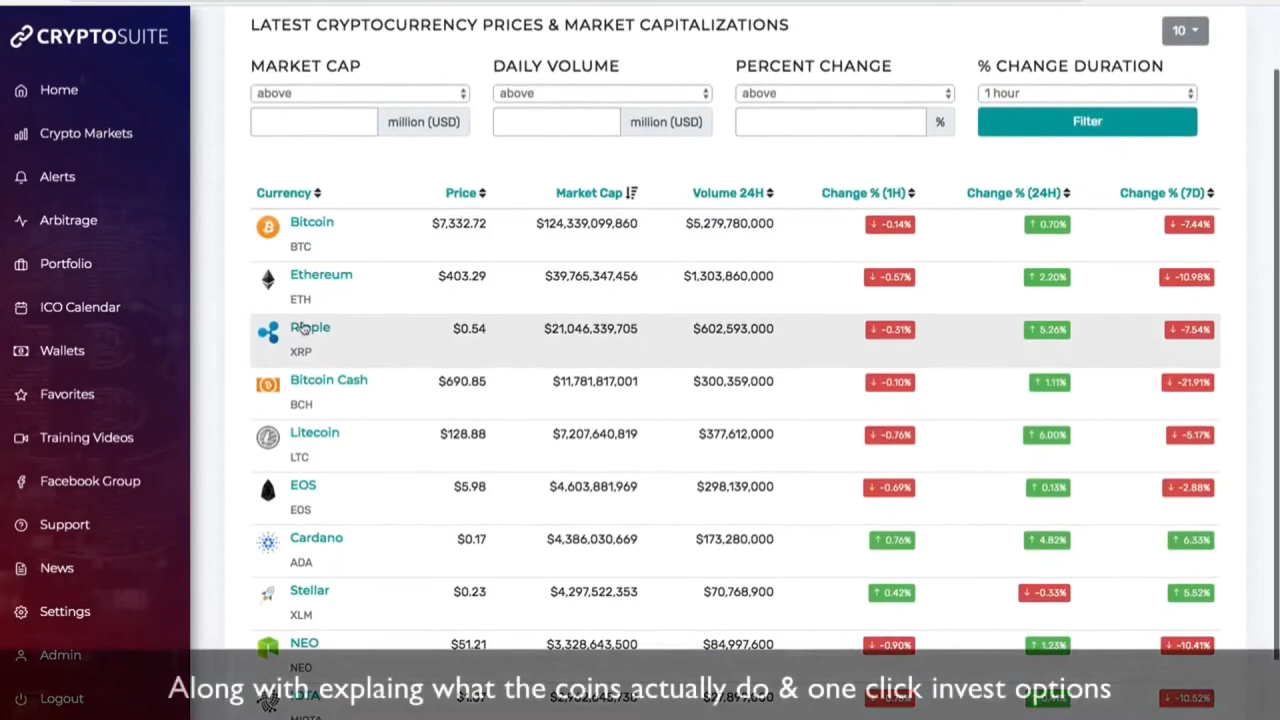 CRYPTOSUITE
Home
Crypto Markets
Alerts
Arbitrage
Portfolio
ICO Calendar
Wallets
Favorites
Training Videos
Facebook Group
Support
News
Settings
Admin
Logout
LATEST CRYPTOCURRENCY PRICES & MARKET CAPITALIZATIONS
10
MARKET CAP DAILY VOLUME PERCENT CHANGE % CHANGE DURATION
above above above 1 hour
million (USD) million (USD) % Filter
Currency Price Market Cap Volume 24H Change % (1H) Change % (24H) Change % (7D)
Bitcoin $7,332.72 $124,339,099,860 $5,279,780,000 ↓ -0.14% ↑ 0.70% ↓ -7.44%
BTC
Ethereum $403.29 $39,765,347,456 $1,303,860,000 ↓ -0.57% ↑ 2.20% ↓ -10.98%
ETH
Ripple $0.54 $21,046,339,705 $602,593,000 ↓ -0.31% ↑ 5.26% ↓ -7.54%
XRP
Bitcoin Cash $690.85 $11,781,817,001 $300,359,000 ↓ -0.10% ↑ 1.11% ↓ -21.91%
BCH
Litecoin $128.88 $7,207,640,819 $377,612,000 ↓ -0.76% ↑ 6.00% ↓ -5.17%
LTC
EOS $5.98 $4,603,881,969 $298,139,000 ↓ -0.69% ↑ 0.13% ↓ -2.88%
EOS
Cardano $0.17 $4,386,030,669 $173,280,000 ↑ 0.76% ↑ 4.82% ↑ 6.33%
ADA
Stellar $0.23 $4,297,522,353 $70,768,900 ↑ 0.42% ↓ -0.33% ↑ 5.52%
XLM
NEO $51.21 $3,328,643,500 $84,997,600 ↓ -0.90% ↑ 1.23% ↓ -10.41%
NEO
↓ -10.52%
Along with explaing what the coins actually do & one click invest options